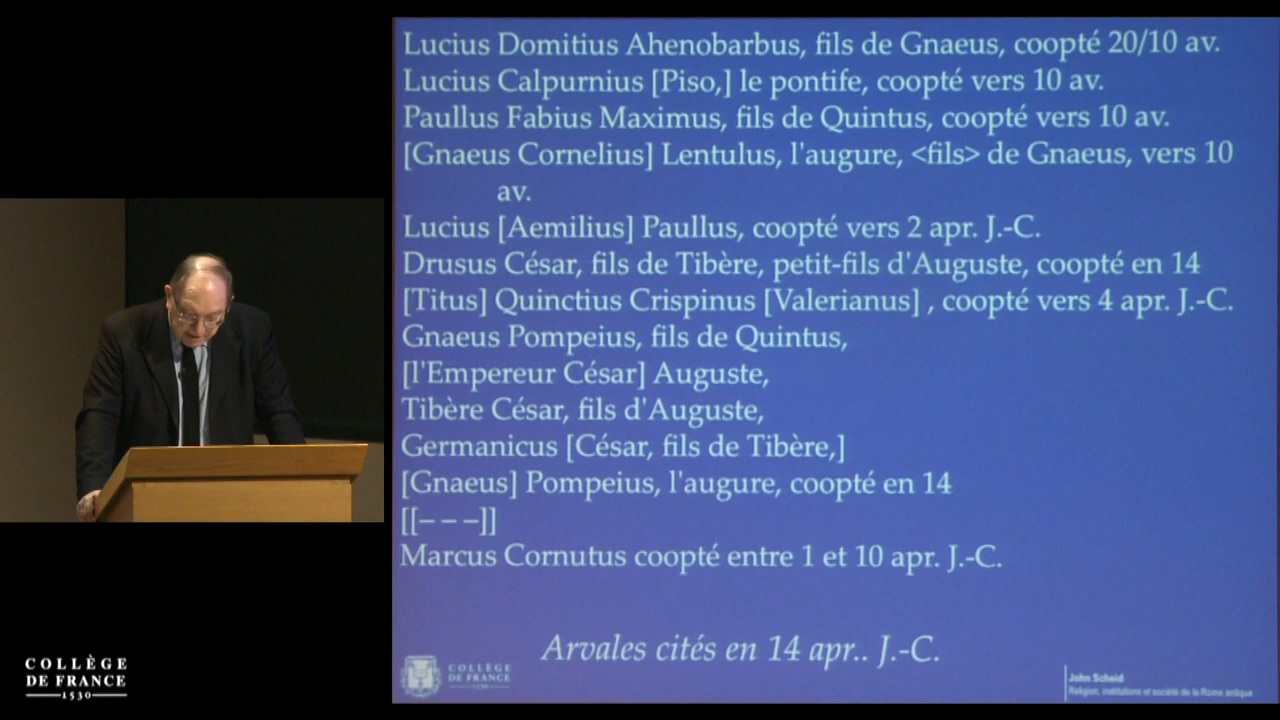 Lucius Domitius Ahenobarbus, fils de Gnaeus, coopté 20/10 av.
Lucius Calpurnius [Piso,] le pontife, coopté vers 10 av.
Paullus Fabius Maximus, fils de Quintus, coopté vers 10 av.
[Gnaeus Cornelius] Lentulus, l'augure, <fils> de Gnaeus, vers 10
av.
Lucius [Aemilius] Paullus, coopté vers 2 apr. J.-C.
Drusus César, fils de Tibère, petit-fils d'Auguste, coopté en 14
[Titus] Quinctius Crispinus [Valerianus] , coopté vers 4 apr. J.-C.
Gnaeus Pompeius, fils de Quintus,
[l'Empereur César] Auguste,
Tibère César, fils d'Auguste,
Germanicus [César, fils de Tibère,]
[Gnaeus] Pompeius, l'augure, coopté en 14
[[– – –]]
Marcus Cornutus coopté entre 1 et 10 apr. J.-C.
Arvales cités en 14 apr.. J.-C.
COLLÈGE
DE FRANCE
1530
COLLÈGE
DE FRANCE
1530
John Scheid
Religion, institutions et société de la Rome antique